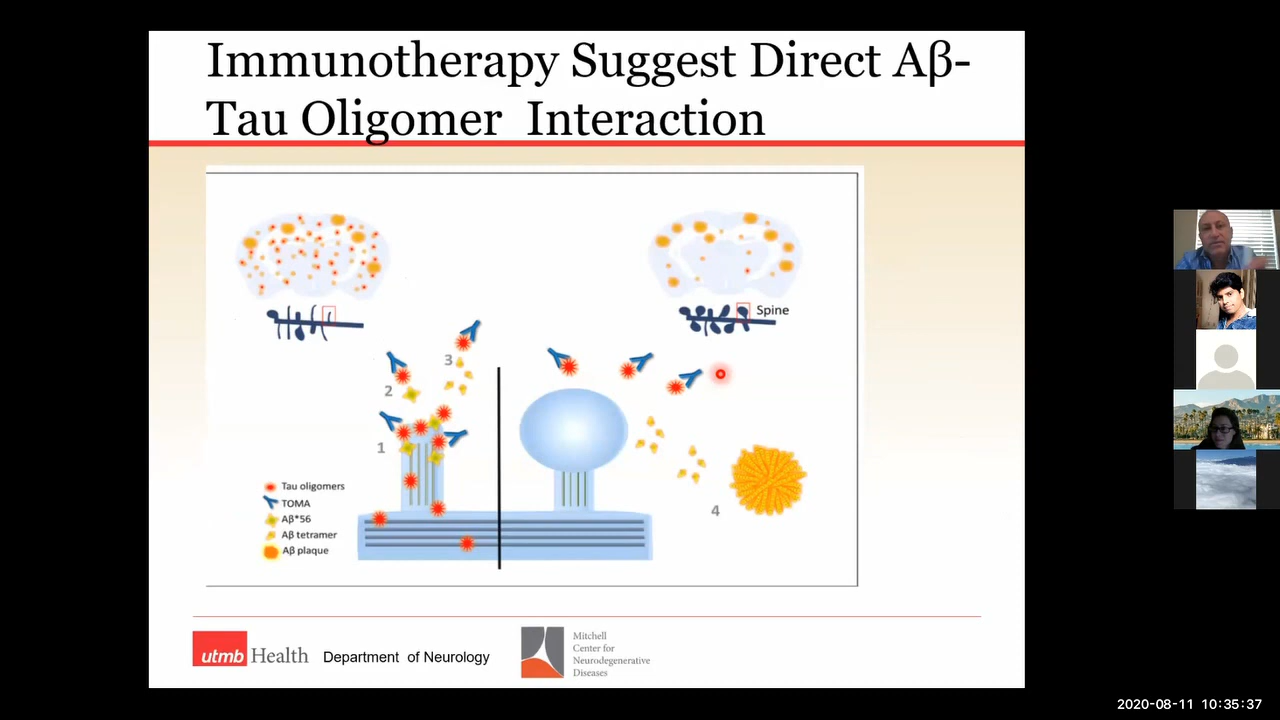 Immunotherapy Suggest Direct Aβ-
Tau Oligomer Interaction
Spine
3
2
1
4
Tau oligomers
TOMA
Aβ*56
Aβ tetramer
Aβ plaque
utmb Health
Department of Neurology
Mitchell
Center for
Neurodegenerative
Diseases
2020-08-11 10:35:37